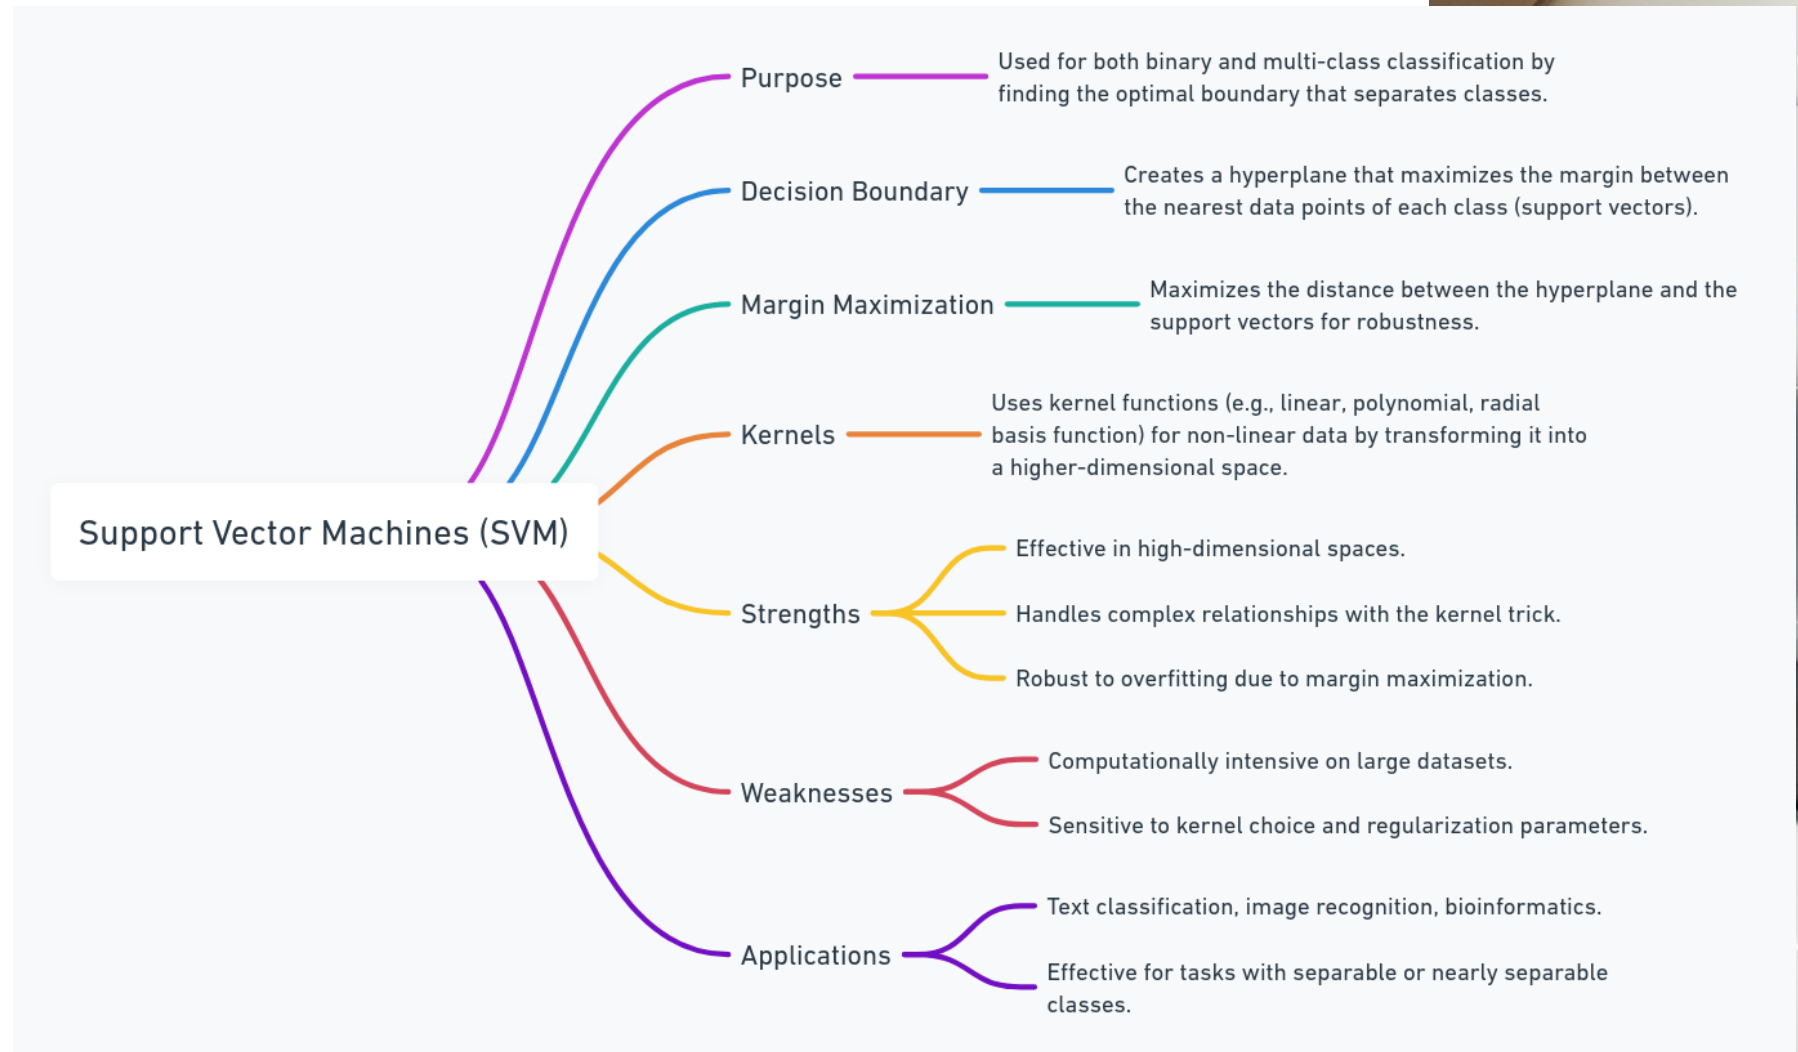 Support Vector Machines (SVM)
Purpose
Used for both binary and multi-class classification by
finding the optimal boundary that separates classes.
Decision Boundary
Creates a hyperplane that maximizes the margin between
the nearest data points of each class (support vectors).
Margin Maximization
Maximizes the distance between the hyperplane and the
support vectors for robustness.
Kernels
Uses kernel functions (e.g., linear, polynomial, radial
basis function) for non-linear data by transforming it into
a higher-dimensional space.
Strengths
Effective in high-dimensional spaces.
Handles complex relationships with the kernel trick.
Robust to overfitting due to margin maximization.
Weaknesses
Computationally intensive on large datasets.
Sensitive to kernel choice and regularization parameters.
Applications
Text classification, image recognition, bioinformatics.
Effective for tasks with separable or nearly separable
classes.